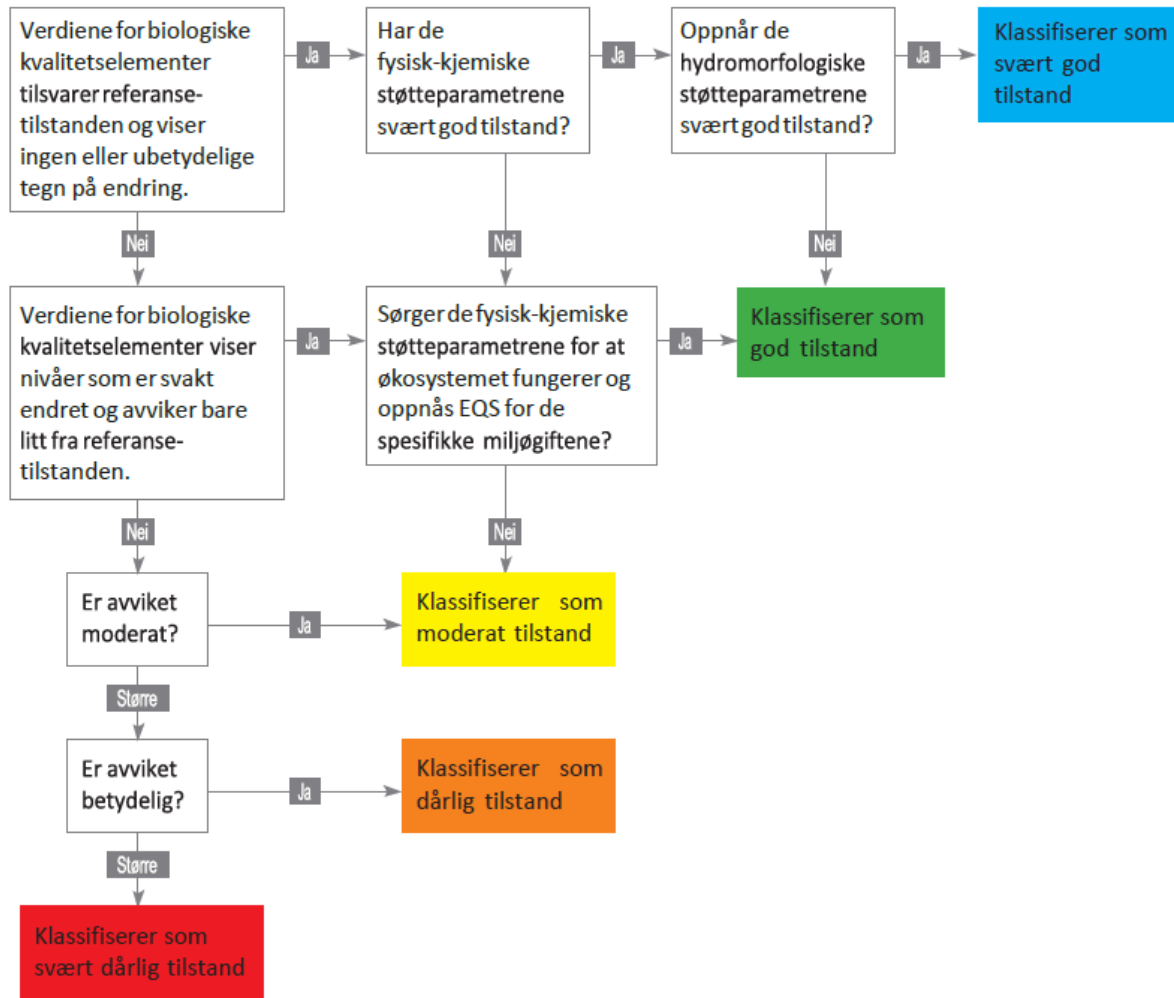 Verdiene for biologiske
kvalitetselementer
tilsvarer referanse-
tilstanden og viser
ingen eller ubetydelige
tegn på endring.
Ja
Har de
fysisk-kjemiske
støtteparametrene
svært god tilstand?
Ja
Oppnår de
hydromorfologiske
støtteparametrene
svært god tilstand?
Ja
Klassifiserer som
svært god
tilstand
Nei
Nei
Nei
Verdiene for biologiske
kvalitetselementer viser
nivåer som er svakt
endret og avviker bare
litt fra referanse-
tilstanden.
Ja
Sørger de fysisk-kjemiske
støtteparametrene for at
økosystemet fungerer og
oppnås EQS for de
spesifikke miljøgiftene?
Ja
Klassifiserer som
god tilstand
Nei
Nei
Er avviket
moderat?
Ja
Klassifiserer som
moderat tilstand
Større
Er avviket
betydelig?
Ja
Klassifiserer som
dårlig tilstand
Større
Klassifiserer som
svært dårlig tilstand